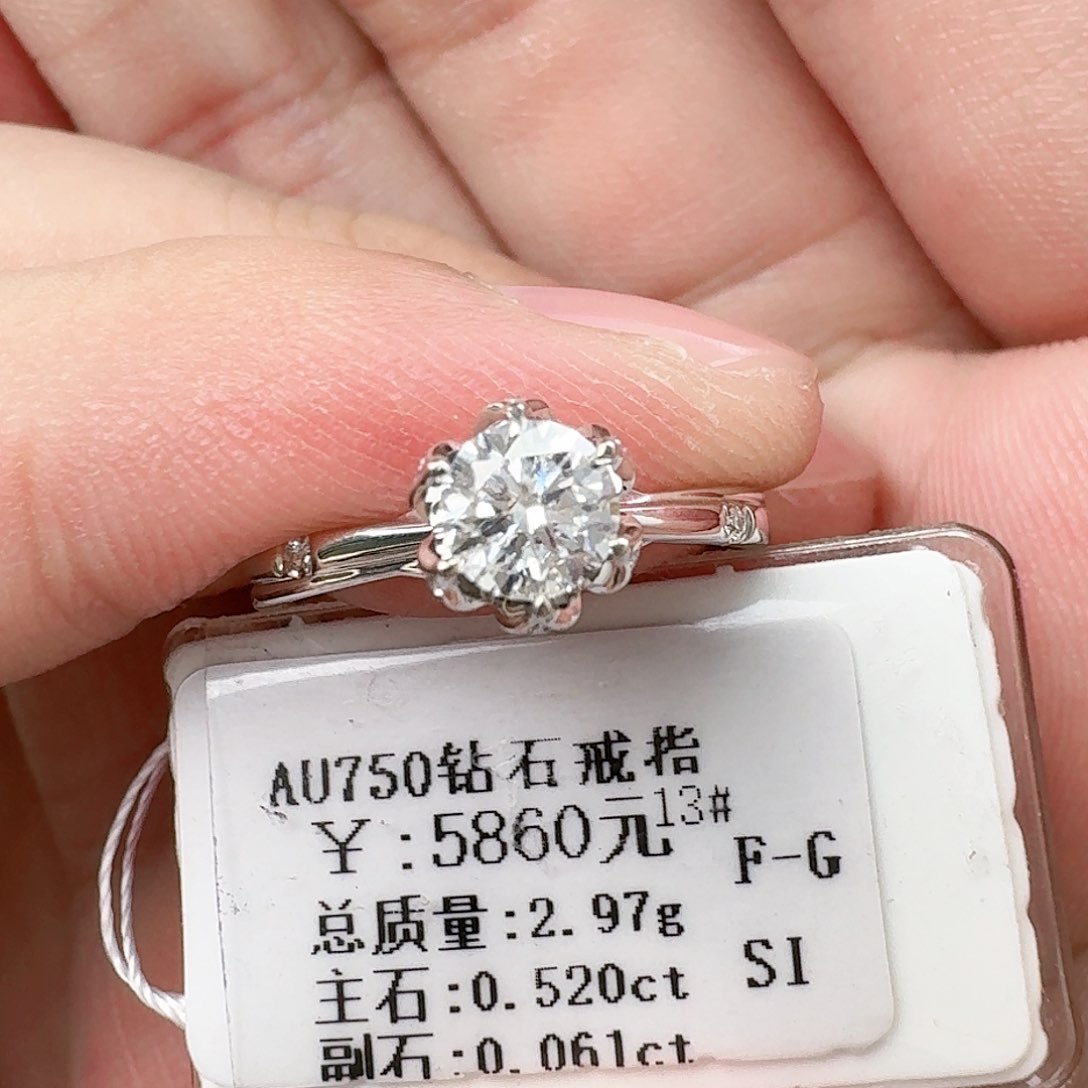 AU750钻石戒指
¥:5860元13#
F-G
总质量:2.97g
SI
主石:0.520ct
副石:0.061ct